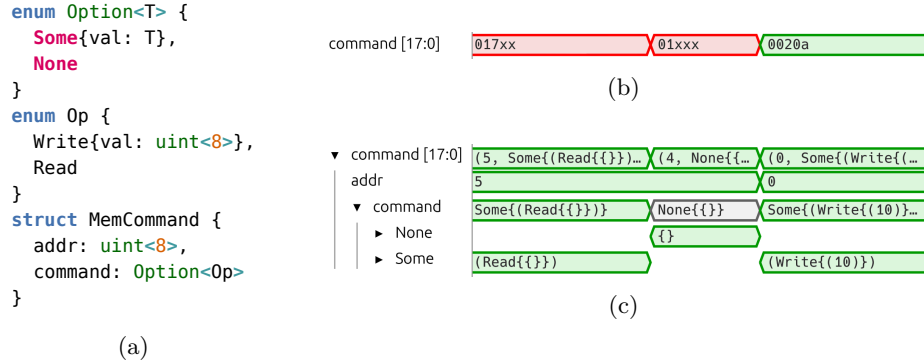 enum Option<T> {
Some{val: T},
None
}
enum Op {
Write{val: uint<8>},
Read
}
struct MemCommand {
addr: uint<8>,
command: Option<Op>
}
(a)
command [17:0]
017xx
01xxx
0020a
(b)
command [17:0]
(5, Some{(Read{{}})…
(4, None{{…
(0, Some{(Write{(…
addr
5
0
command
Some{(Read{{}})}
None{{}}
Some{(Write{(10)}…
None
{}
Some
(Read{{}})
(Write{(10)})
(c)